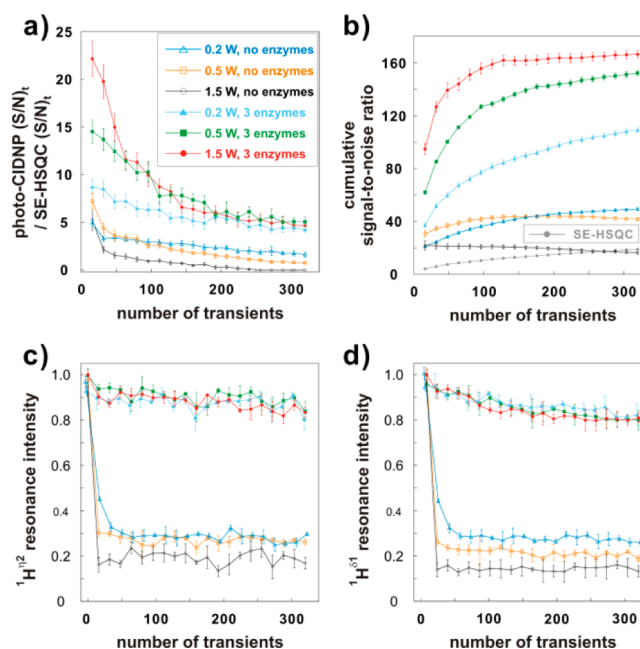 a)
photo-CIDNP (S/N)t
/ SE-HSQC (S/N)t
25
20
15
10
5
0
0 100 200 300
number of transients
0.2 W, no enzymes
0.5 W, no enzymes
1.5 W, no enzymes
0.2 W, 3 enzymes
0.5 W, 3 enzymes
1.5 W, 3 enzymes
b)
cumulative
signal-to-noise ratio
160
120
80
40
0
SE-HSQC
0 100 200 300
number of transients
c)
1Hη2 resonance intensity
1.0
0.8
0.6
0.4
0.2
0
0 100 200 300
number of transients
d)
1Hδ1 resonance intensity
1.0
0.8
0.6
0.4
0.2
0
0 100 200 300
number of transients